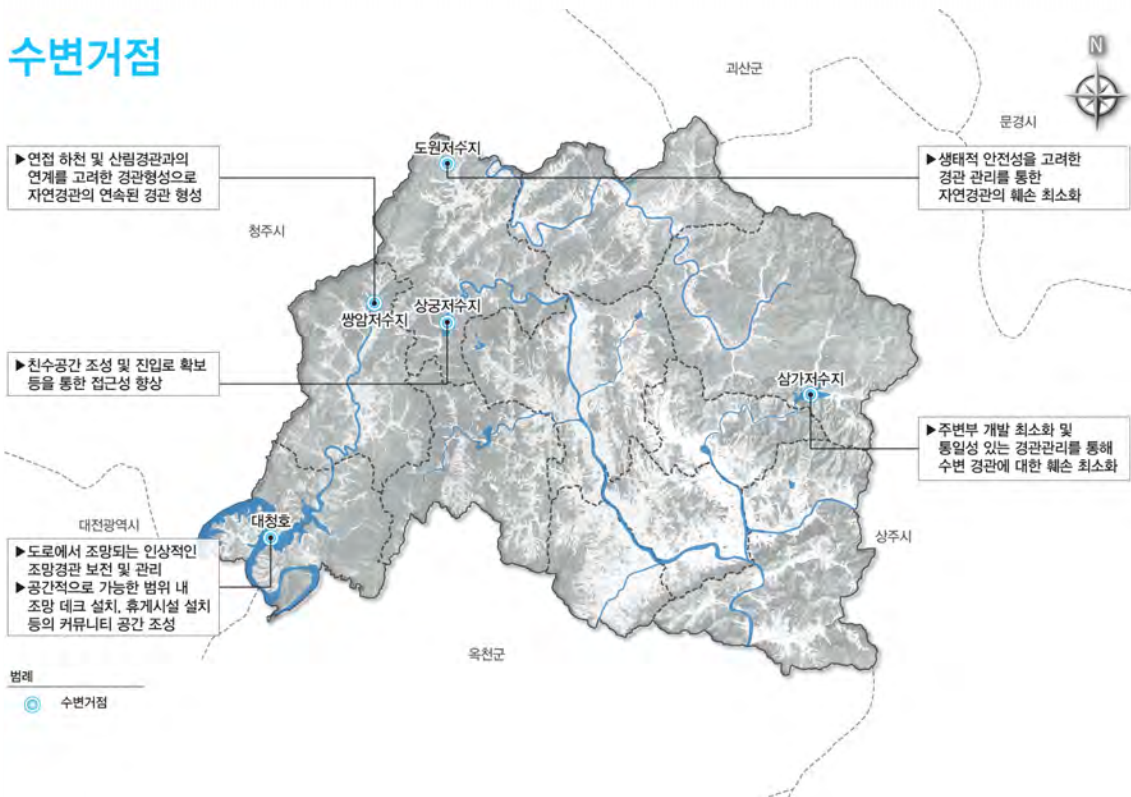 수변거점
N
괴산군
문경시
도원저수지
▶연접 하천 및 산림경관과의
연계를 고려한 경관형성으로
자연경관의 연속된 경관 형성
▶생태적 안전성을 고려한
경관 관리를 통한
자연경관의 훼손 최소화
청주시
쌍암저수지
상궁저수지
▶친수공간 조성 및 진입로 확보
등을 통한 접근성 향상
삼가저수지
▶주변부 개발 최소화 및
통일성 있는 경관관리를 통해
수변 경관에 대한 훼손 최소화
대전광역시
대청호
상주시
▶도로에서 조망되는 인상적인
조망경관 보전 및 관리
▶공간적으로 가능한 범위 내
조망 데크 설치, 휴게시설 설치
등의 커뮤니티 공간 조성
옥천군
범례
수변거점